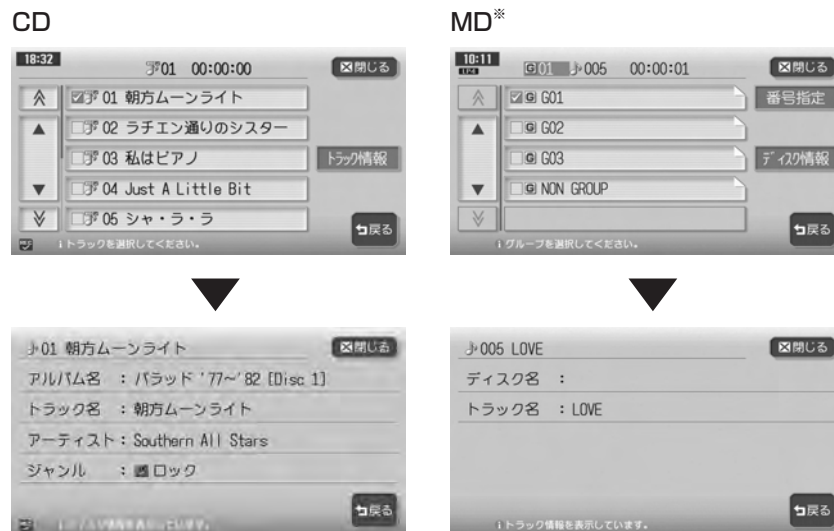 CD
18:32
01 00:00:00
閉じる
01 朝方ムーンライト
02 ラチエン通りのシスター
03 私はピアノ
04 Just A Little Bit
05 シャ・ラ・ラ
トラック情報
戻る
トラックを選択してください。
01 朝方ムーンライト
閉じる
アルバム名 : バラッド '77~'82 [Disc 1]
トラック名 : 朝方ムーンライト
アーティスト : Southern All Stars
ジャンル : ロック
戻る
MD※
10:11
G 01 005 00:00:01
閉じる
G G01
番号指定
G G02
G G03
ディスク情報
G NON GROUP
戻る
グループを選択してください。
005 LOVE
閉じる
ディスク名 :
トラック名 : LOVE
戻る
トラック情報を表示しています。